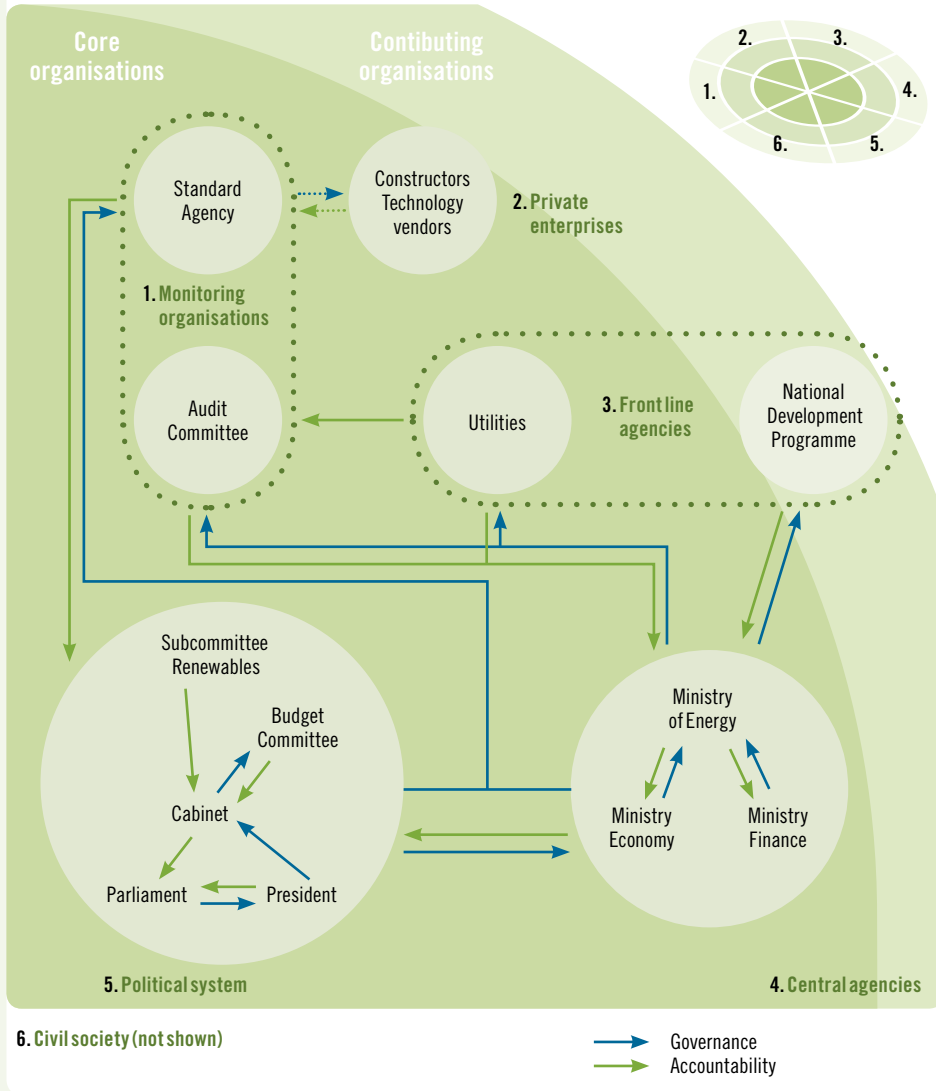 Core
organisations
Contibuting
organisations
2.
3.
1.
4.
6.
5.
Standard
Agency
Constructors
Technology
vendors
2. Private
enterprises
1. Monitoring
organisations
Audit
Committee
Utilities
3. Front line
agencies
National
Development
Programme
Subcommittee
Renewables
Budget
Committee
Cabinet
Parliament
President
Ministry
of Energy
Ministry
Economy
Ministry
Finance
5. Political system
4. Central agencies
6. Civil society (not shown)
Governance
Accountability